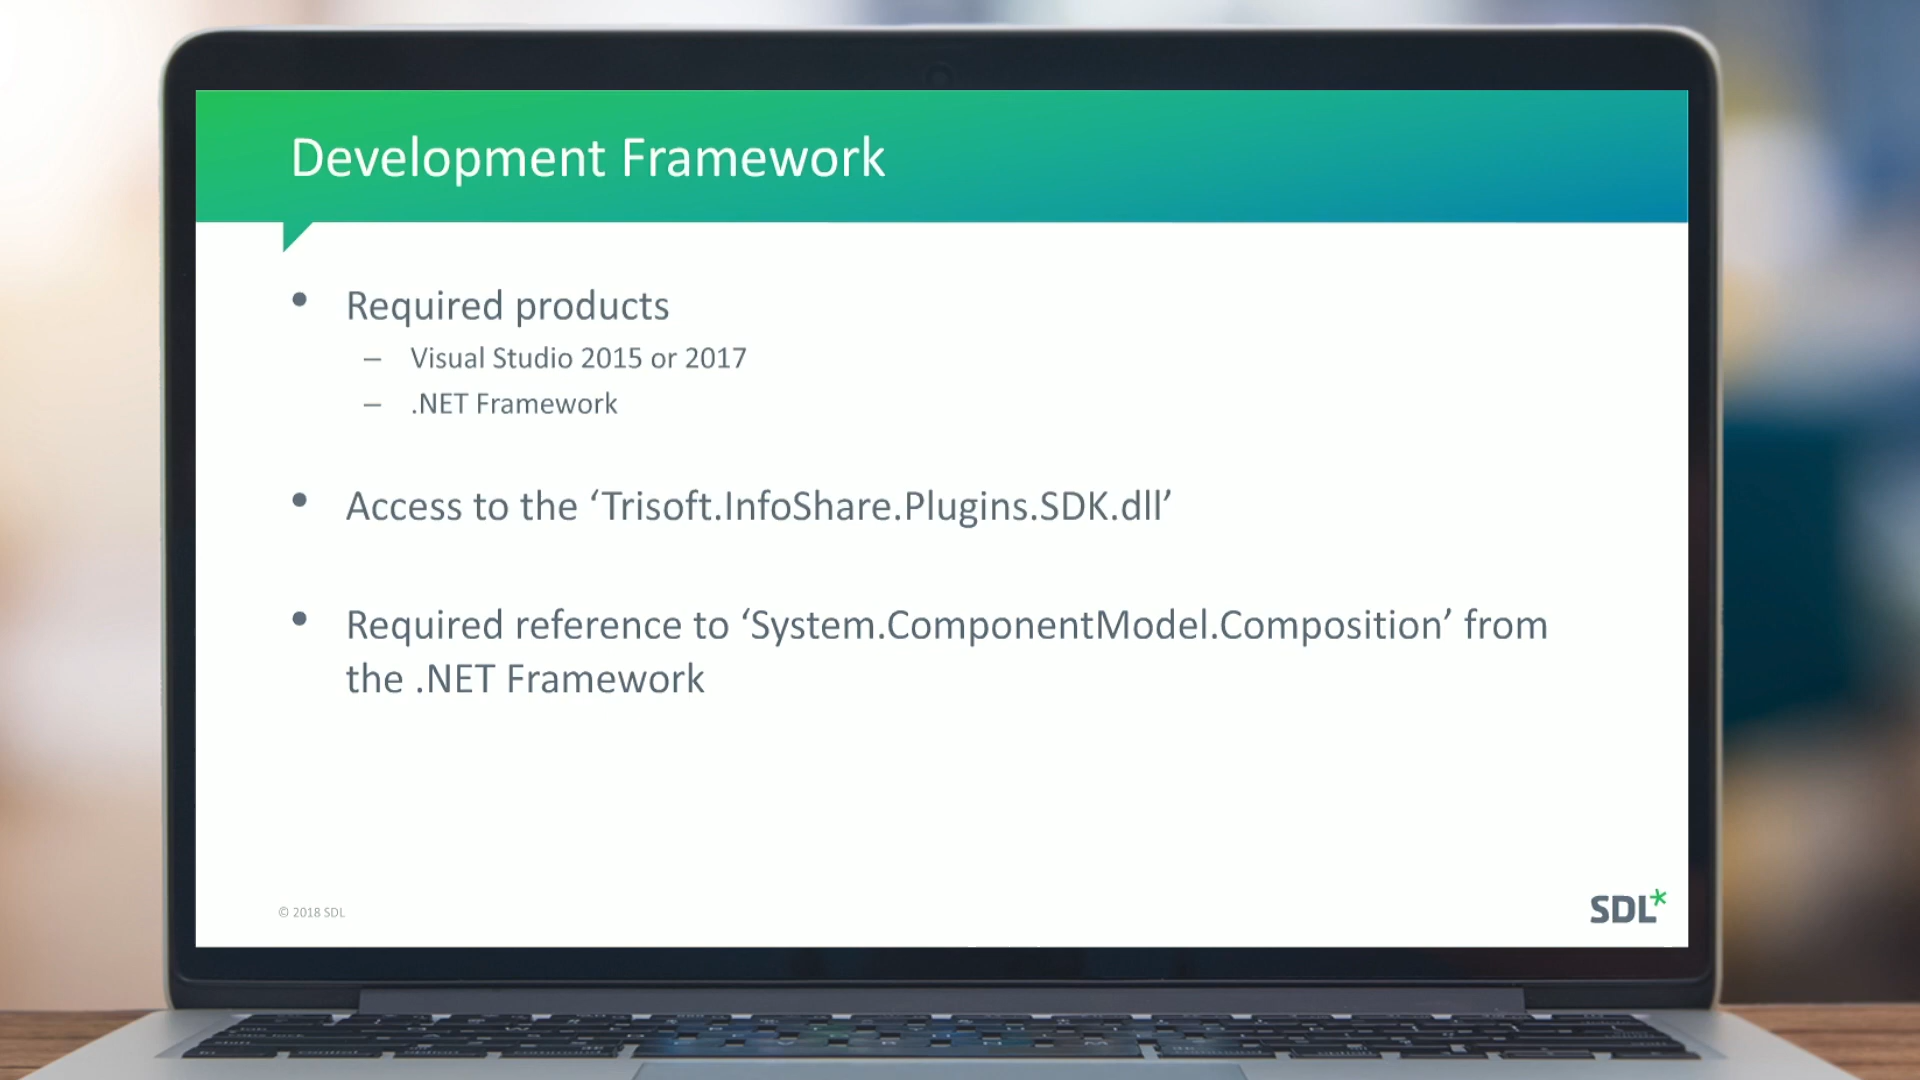 Development Framework
• Required products
– Visual Studio 2015 or 2017
– .NET Framework
• Access to the ‘Trisoft.InfoShare.Plugins.SDK.dll’
• Required reference to ‘System.ComponentModel.Composition’ from
the .NET Framework
© 2018 SDL
SDL*